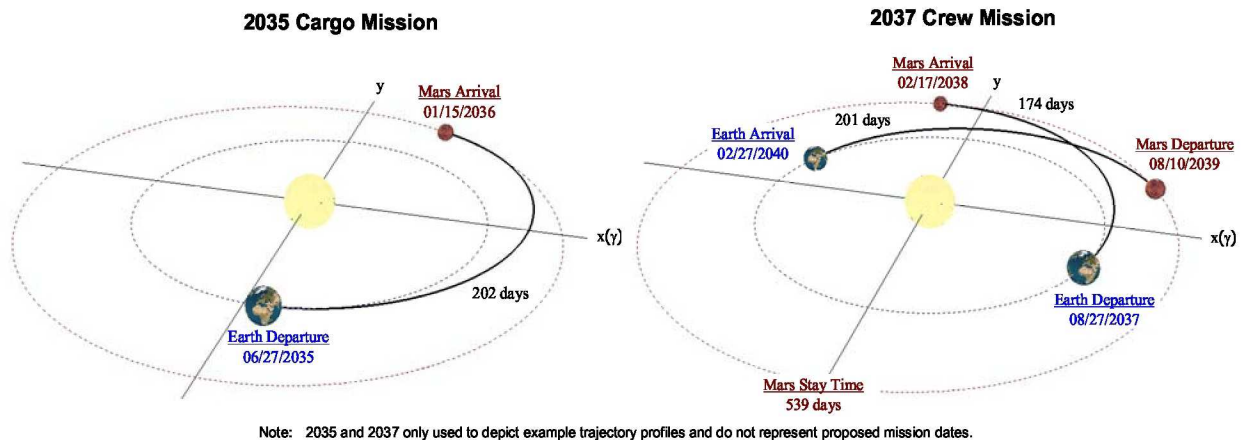 2035 Cargo Mission
y
Mars Arrival
01/15/2036
x(γ)
202 days
Earth Departure
06/27/2035
2037 Crew Mission
Mars Arrival
02/17/2038
y
174 days
201 days
Earth Arrival
02/27/2040
Mars Departure
08/10/2039
x(γ)
Earth Departure
08/27/2037
Mars Stay Time
539 days
Note: 2035 and 2037 only used to depict example trajectory profiles and do not represent proposed mission dates.